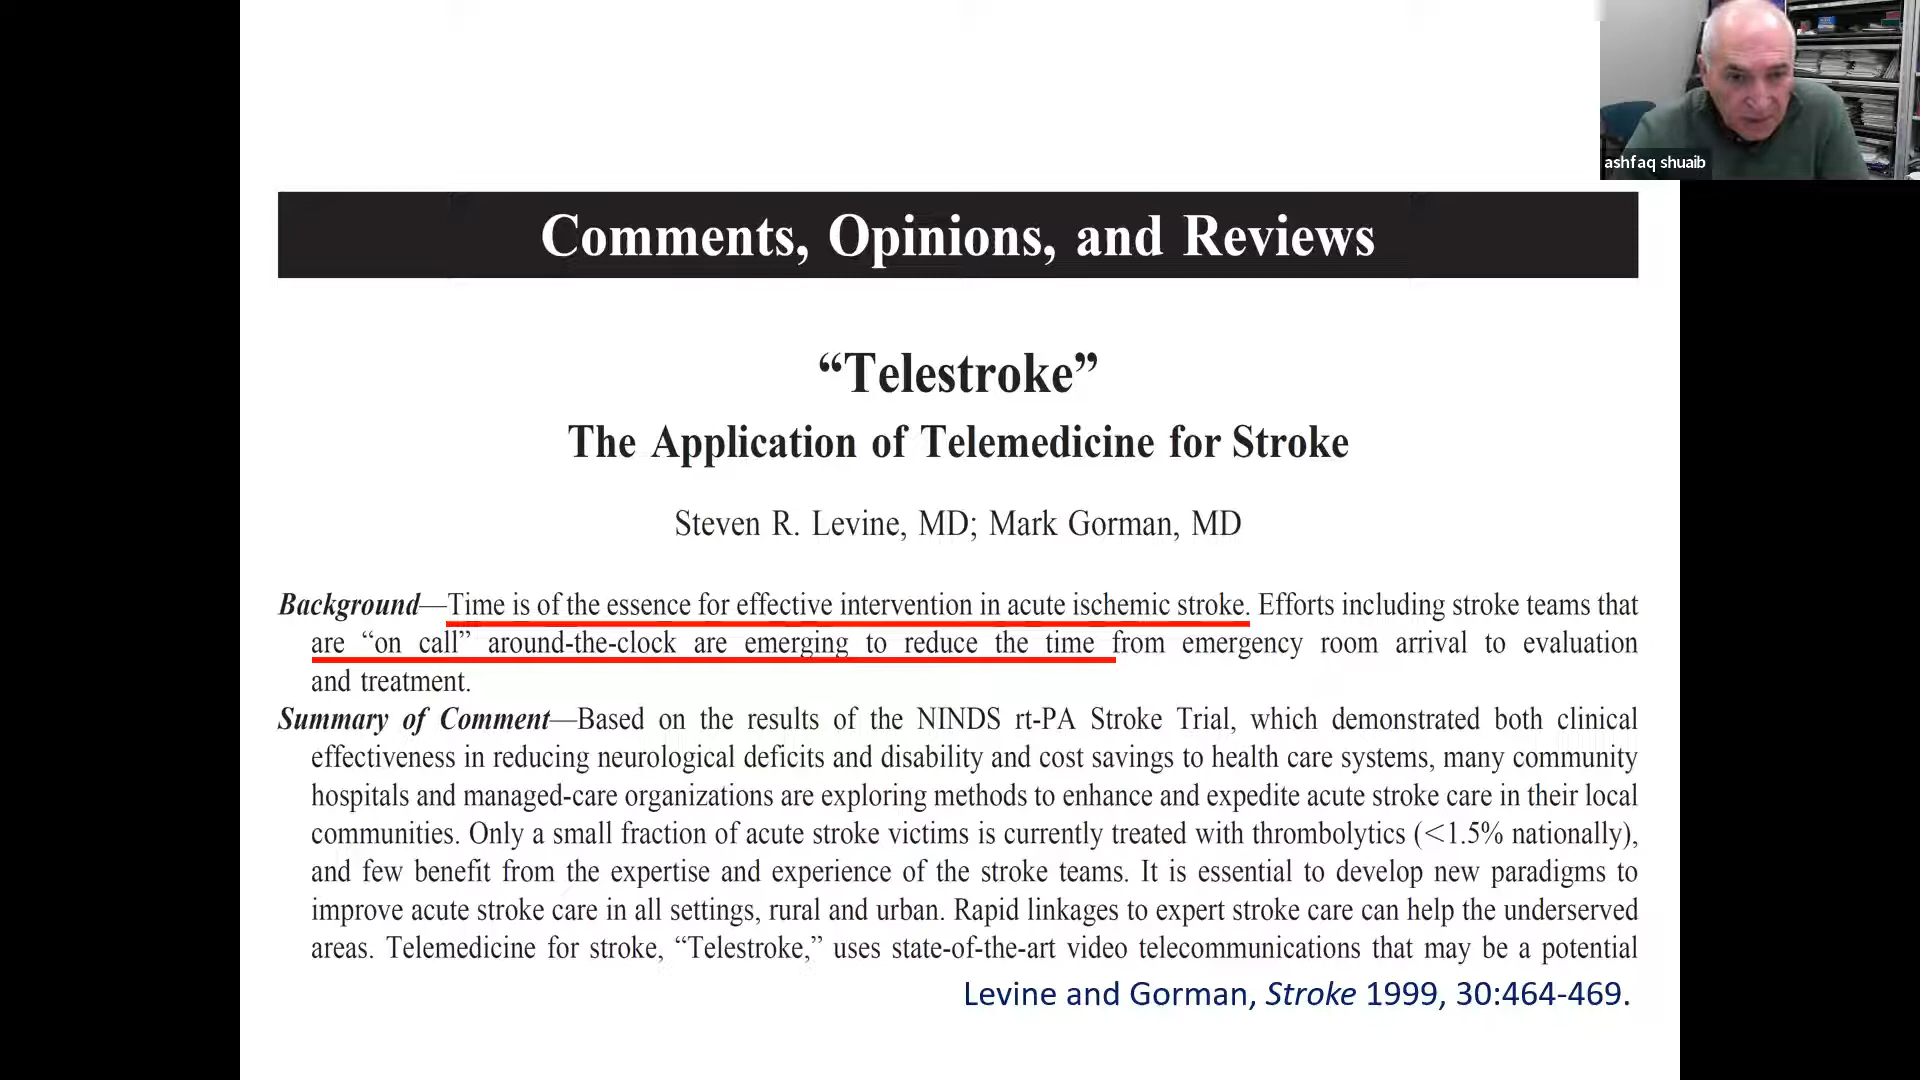 ashfaq shuaib
Comments, Opinions, and Reviews
“Telestroke”
The Application of Telemedicine for Stroke
Steven R. Levine, MD; Mark Gorman, MD
Background—Time is of the essence for effective intervention in acute ischemic stroke. Efforts including stroke teams that
are “on call” around-the-clock are emerging to reduce the time from emergency room arrival to evaluation
and treatment.
Summary of Comment—Based on the results of the NINDS rt-PA Stroke Trial, which demonstrated both clinical
effectiveness in reducing neurological deficits and disability and cost savings to health care systems, many community
hospitals and managed-care organizations are exploring methods to enhance and expedite acute stroke care in their local
communities. Only a small fraction of acute stroke victims is currently treated with thrombolytics (<1.5% nationally),
and few benefit from the expertise and experience of the stroke teams. It is essential to develop new paradigms to
improve acute stroke care in all settings, rural and urban. Rapid linkages to expert stroke care can help the underserved
areas. Telemedicine for stroke, “Telestroke,” uses state-of-the-art video telecommunications that may be a potential
Levine and Gorman, Stroke 1999, 30:464-469.